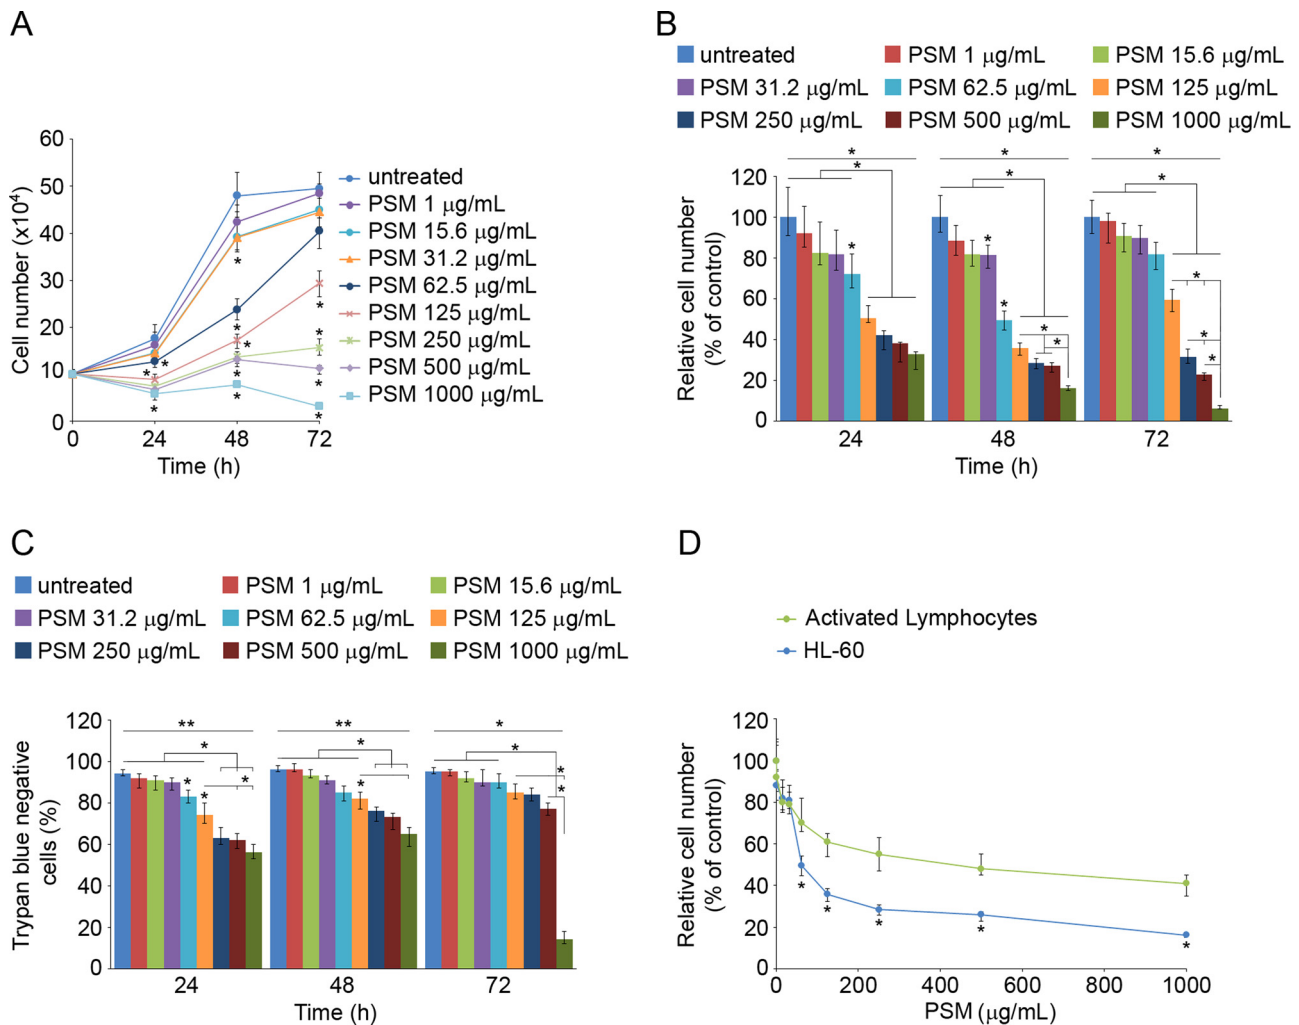 A
Cell number (x10⁴)
60
50
40
30
20
10
0
0 24 48 72
Time (h)
untreated
PSM 1 μg/mL
PSM 15.6 μg/mL
PSM 31.2 μg/mL
PSM 62.5 μg/mL
PSM 125 μg/mL
PSM 250 μg/mL
PSM 500 μg/mL
PSM 1000 μg/mL
* * * * * * * * * * * *
B
untreated PSM 1 μg/mL PSM 15.6 μg/mL
PSM 31.2 μg/mL PSM 62.5 μg/mL PSM 125 μg/mL
PSM 250 μg/mL PSM 500 μg/mL PSM 1000 μg/mL
Relative cell number
(% of control)
120
100
80
60
40
20
0
* * * * * * * * * * * * * *
24 48 72
Time (h)
C
untreated PSM 1 μg/mL PSM 15.6 μg/mL
PSM 31.2 μg/mL PSM 62.5 μg/mL PSM 125 μg/mL
PSM 250 μg/mL PSM 500 μg/mL PSM 1000 μg/mL
Trypan blue negative
cells (%)
120
100
80
60
40
20
0
** ** *
* * *
* * * * * *
24 48 72
Time (h)
D
Activated Lymphocytes
HL-60
Relative cell number
(% of control)
120
100
80
60
40
20
0
* * * * *
0 200 400 600 800 1000
PSM (μg/mL)